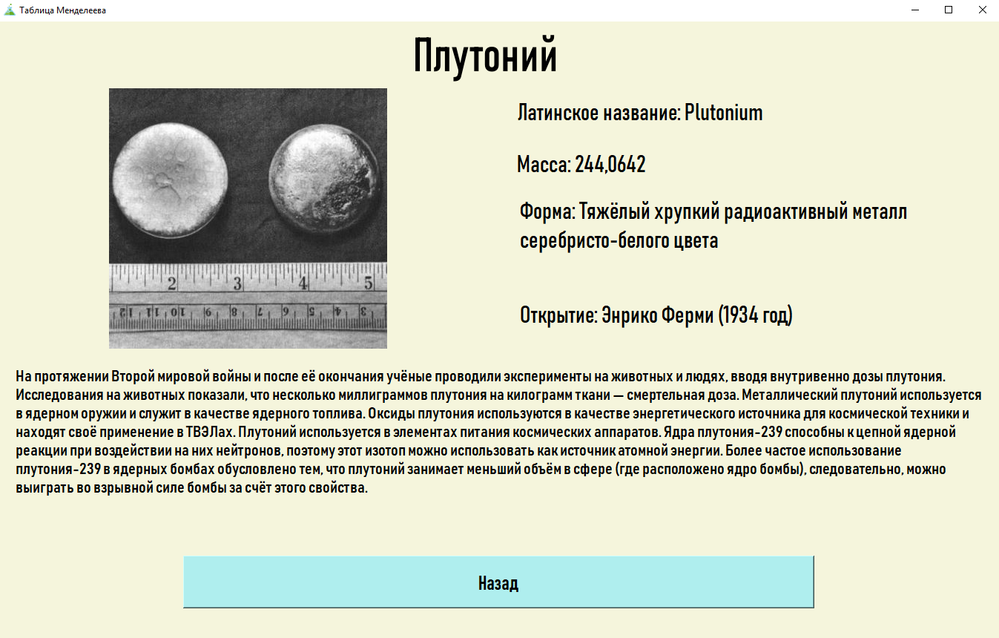 Таблица Менделеева
Плутоний
Латинское название: Plutonium
Масса: 244,0642
Форма: Тяжёлый хрупкий радиоактивный металл
серебристо-белого цвета
Открытие: Энрико Ферми (1934 год)
2 3 4 5
12 11 10 9 8 7 6 5 4 3
На протяжении Второй мировой войны и после её окончания учёные проводили эксперименты на животных и людях, вводя внутривенно дозы плутония.
Исследования на животных показали, что несколько миллиграммов плутония на килограмм ткани — смертельная доза. Металлический плутоний используется
в ядерном оружии и служит в качестве ядерного топлива. Оксиды плутония используются в качестве энергетического источника для космической техники и
находят своё применение в ТВЭЛах. Плутоний используется в элементах питания космических аппаратов. Ядра плутония-239 способны к цепной ядерной
реакции при воздействии на них нейтронов, поэтому этот изотоп можно использовать как источник атомной энергии. Более частое использование
плутония-239 в ядерных бомбах обусловлено тем, что плутоний занимает меньший объём в сфере (где расположено ядро бомбы), следовательно, можно
выиграть во взрывной силе бомбы за счёт этого свойства.
Назад